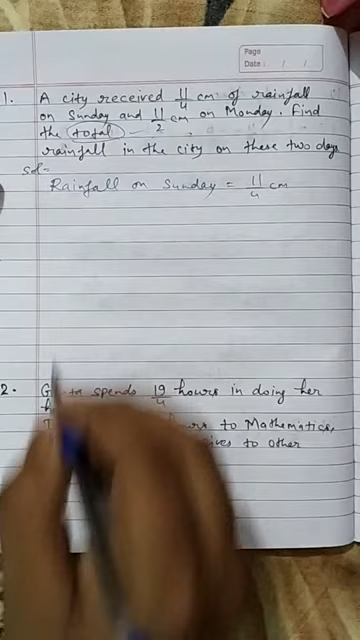 Page
Date : / /
1. A city received 11/4 cm of rainfall
on Sunday and 11/2 cm on Monday. Find
the total
rainfall in the city on these two days
Sol=
Rainfall on Sunday = 11/4 cm
2. spends 19/4 hours in doing her
to Mathematics,
to other